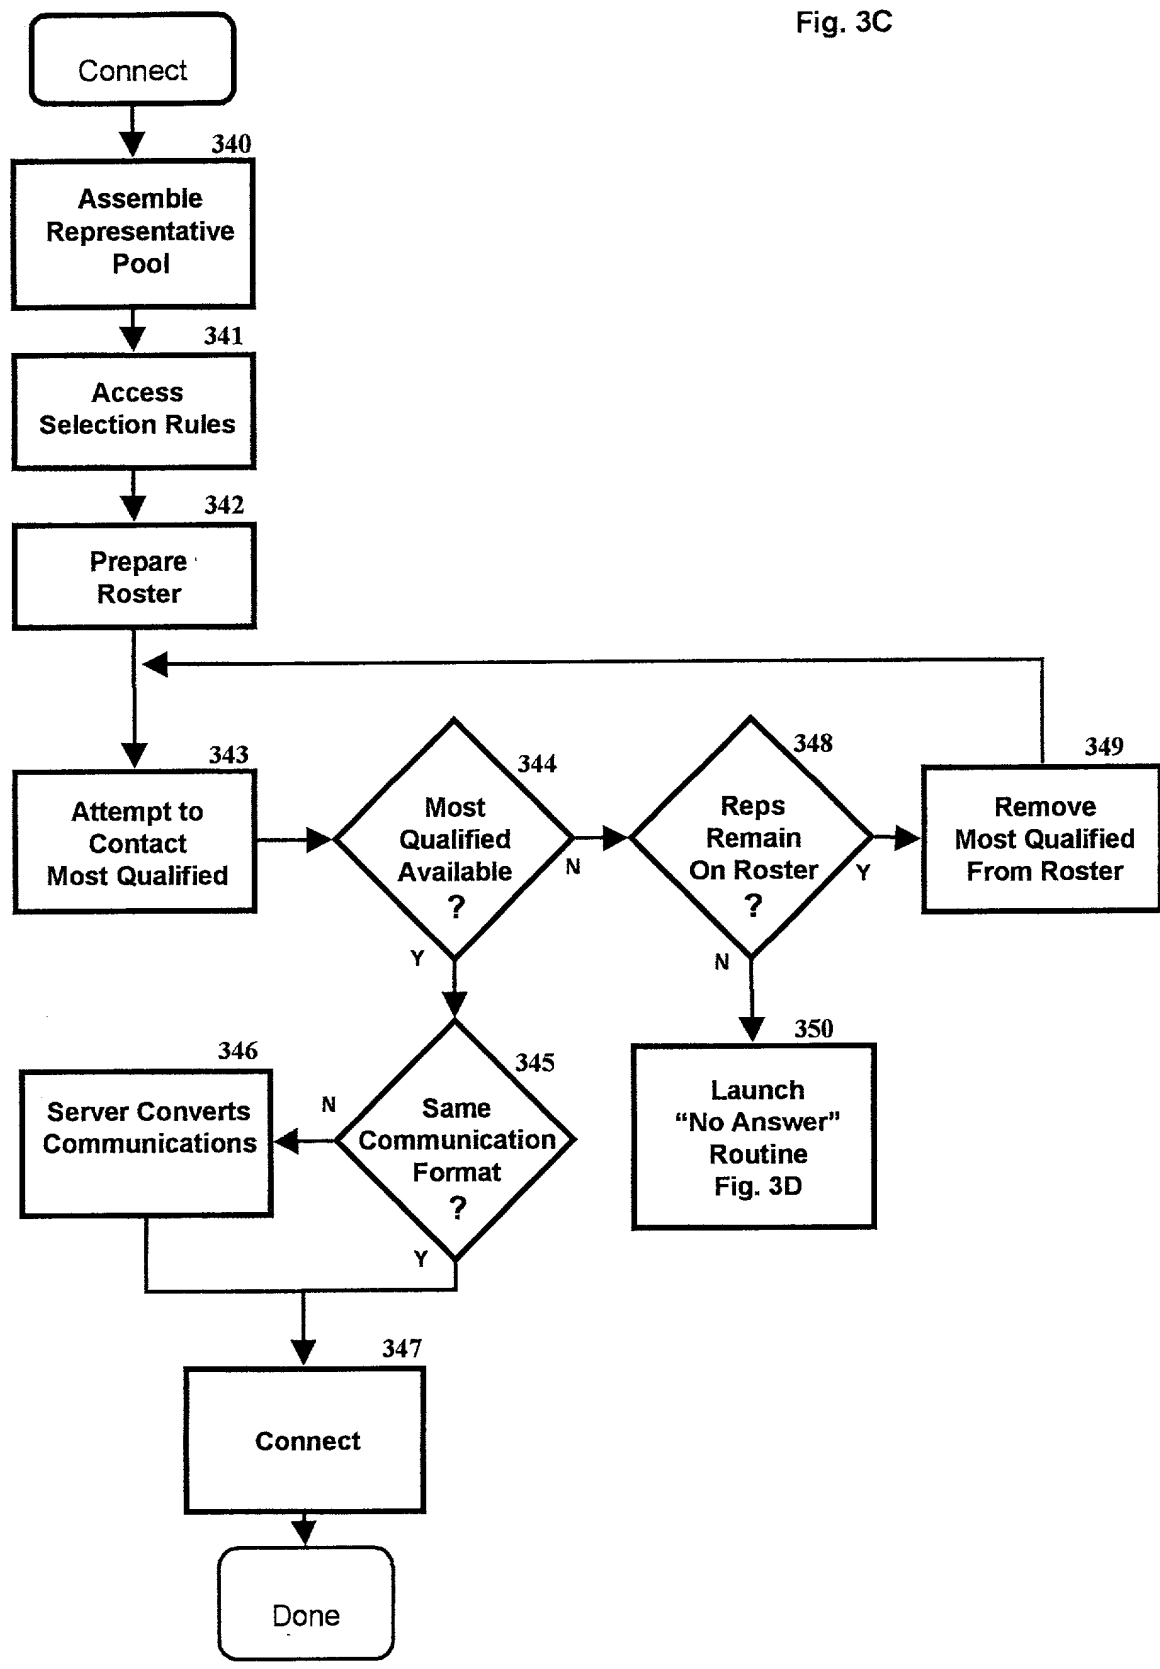 Fig. 3C
Connect
340
Assemble
Representative
Pool
341
Access
Selection Rules
342
Prepare
Roster
343
Attempt to
Contact
Most Qualified
344
Most
Qualified
Available
?
N
Y
348
Reps
Remain
On Roster
?
Y
N
349
Remove
Most Qualified
From Roster
350
Launch
“No Answer”
Routine
Fig. 3D
345
Same
Communication
Format
?
N
Y
346
Server Converts
Communications
347
Connect
Done